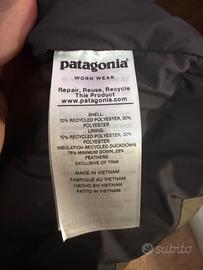 patagonia®
WORN WEAR
Repair, Reuse, Recycle
This Product
www.patagonia.com
SHELL:
70% RECYCLED POLYESTER, 30%
POLYESTER
LINING:
70% RECYCLED POLYESTER, 30%
POLYESTER
INSULATION RECYCLED DUCKDOWN
75% MINIMUM DOWN, 25%
FEATHERS
EXCLUSIVE OF TRIM
MADE IN VIETNAM
FABRIQUÉ AU VIETNAM
HECHO EN VIETNAM
FATTO IN VIETNAM
subito